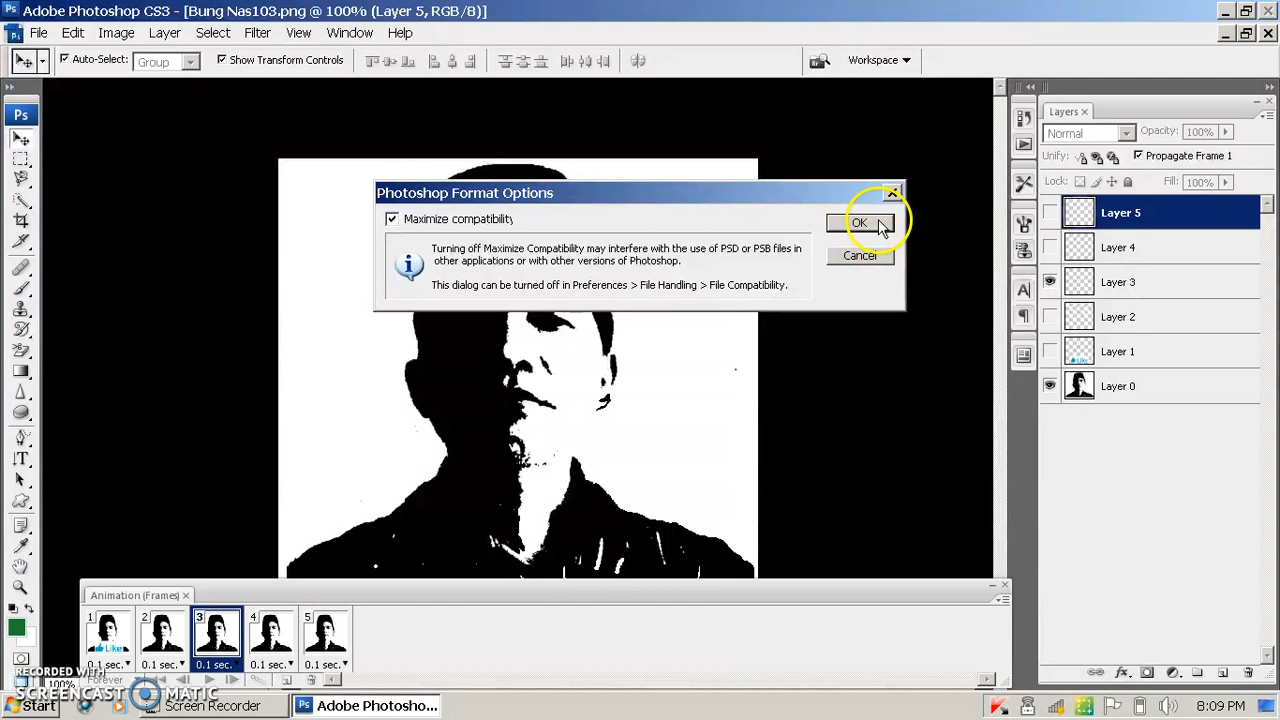 Adobe Photoshop CS3 - [Bung Nas103.png @ 100% (Layer 5, RGB/8)]
File Edit Image Layer Select Filter View Window Help
Auto-Select: Group Show Transform Controls Workspace
Ps
Photoshop Format Options
Maximize compatibility
OK
Turning off Maximize Compatibility may interfere with the use of PSD or PSB files in
other applications or with other versions of Photoshop.
Cancel
This dialog can be turned off in Preferences > File Handling > File Compatibility.
Layers
Normal Opacity: 100%
Unify: Propagate Frame 1
Lock: Fill: 100%
Layer 5
Layer 4
Layer 3
Layer 2
Layer 1
Like
Layer 0
Animation (Frames)
1 2 3 4 5
Like
0.1 sec. 0.1 sec. 0.1 sec. 0.1 sec. 0.1 sec.
Forever
100%
RECORDED WITH
SCREENCAST MATIC
Start Screen Recorder Ps Adobe Photosho... 8:09 PM